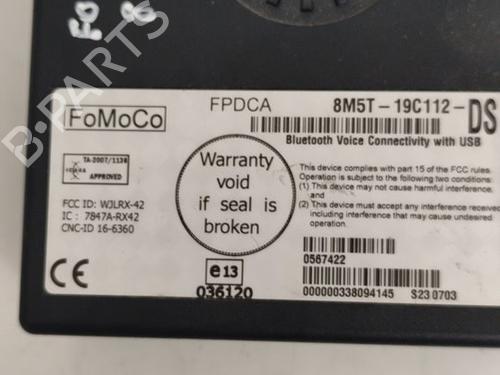 FoMoCo
FPDCA
8M5T-19C112-DS
Bluetooth Voice Connectivity with USB
TA-2007/1136
APPROVED
Warranty
void
if seal is
broken
This device complies with part 15 of the FCC rules.
Operation is subject to the following two conditions:
(1) This device may not cause harmful interference,
and
(2) This device must accept any interference received
including interference that may cause undesired
operation.
FCC ID: WJLRX-42
IC : 7847A-RX42
CNC-ID 16-6360
CE
e13
036120
0567422
000000338094145
S23 0703
B-PARTS